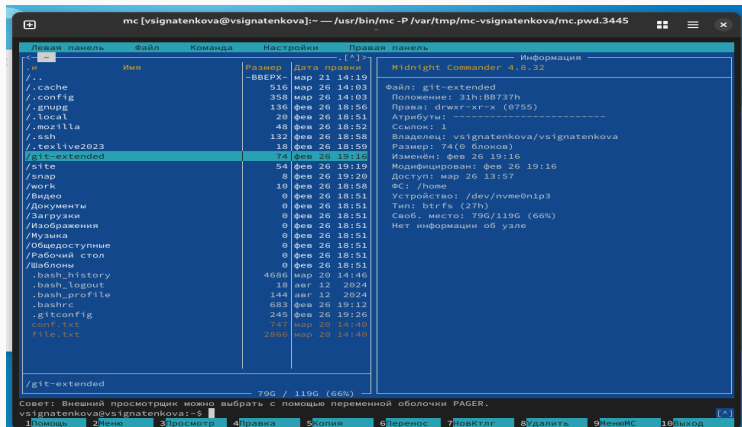 mc [vsignatenkova@vsignatenkova]:~ — /usr/bin/mc -P /var/tmp/mc-vsignatenkova/mc.pwd.3445
~
Левая панель Файл Команда Настройки Правая панель
<— ~ .[^]> Информация
.и Имя Размер Дата правки Midnight Commander 4.8.32
/.. -ВВЕРХ- мар 21 14:19
/.cache 516 мар 26 14:03 Файл: git-extended
/.config 358 мар 26 14:03 Положение: 31h:BB737h
/.gnupg 136 фев 26 18:56 Права: drwxr-xr-x (0755)
/.local 20 фев 26 18:51 Атрибуты: -------------------------
/.mozilla 48 фев 26 18:52 Ссылок: 1
/.ssh 132 фев 26 18:58 Владелец: vsignatenkova/vsignatenkova
/.texlive2023 18 фев 26 18:59 Размер: 74(0 блоков)
/git-extended 74 фев 26 19:16 Изменён: фев 26 19:16
/site 54 фев 26 19:19 Модифицирован: фев 26 19:16
/snap 8 фев 26 19:20 Доступ: мар 26 13:57
/work 10 фев 26 18:58 ФС: /home
/Видео 0 фев 26 18:51 Устройство: /dev/nvme0n1p3
/Документы 0 фев 26 18:51 Тип: btrfs (27h)
/Загрузки 0 фев 26 18:51 Своб. место: 79G/119G (66%)
/Изображения 0 фев 26 18:51 Нет информации об узле
/Музыка 0 фев 26 18:51
/Общедоступные 0 фев 26 18:51
/Рабочий стол 0 фев 26 18:51
/Шаблоны 0 фев 26 18:51
.bash_history 4686 мар 20 14:46
.bash_logout 18 авг 12 2024
.bash_profile 144 авг 12 2024
.bashrc 683 фев 26 19:12
.gitconfig 245 фев 26 19:26
conf.txt 747 мар 20 14:40
file.txt 2866 мар 20 14:40
/git-extended
79G / 119G (66%)
Совет: Внешний просмотрщик можно выбрать с помощью переменной оболочки PAGER.
vsignatenkova@vsignatenkova:~$ [^]
1Помощь 2Меню 3Просмотр 4Правка 5Копия 6Перенос 7НовКтлг 8Удалить 9МенюМС 10Выход